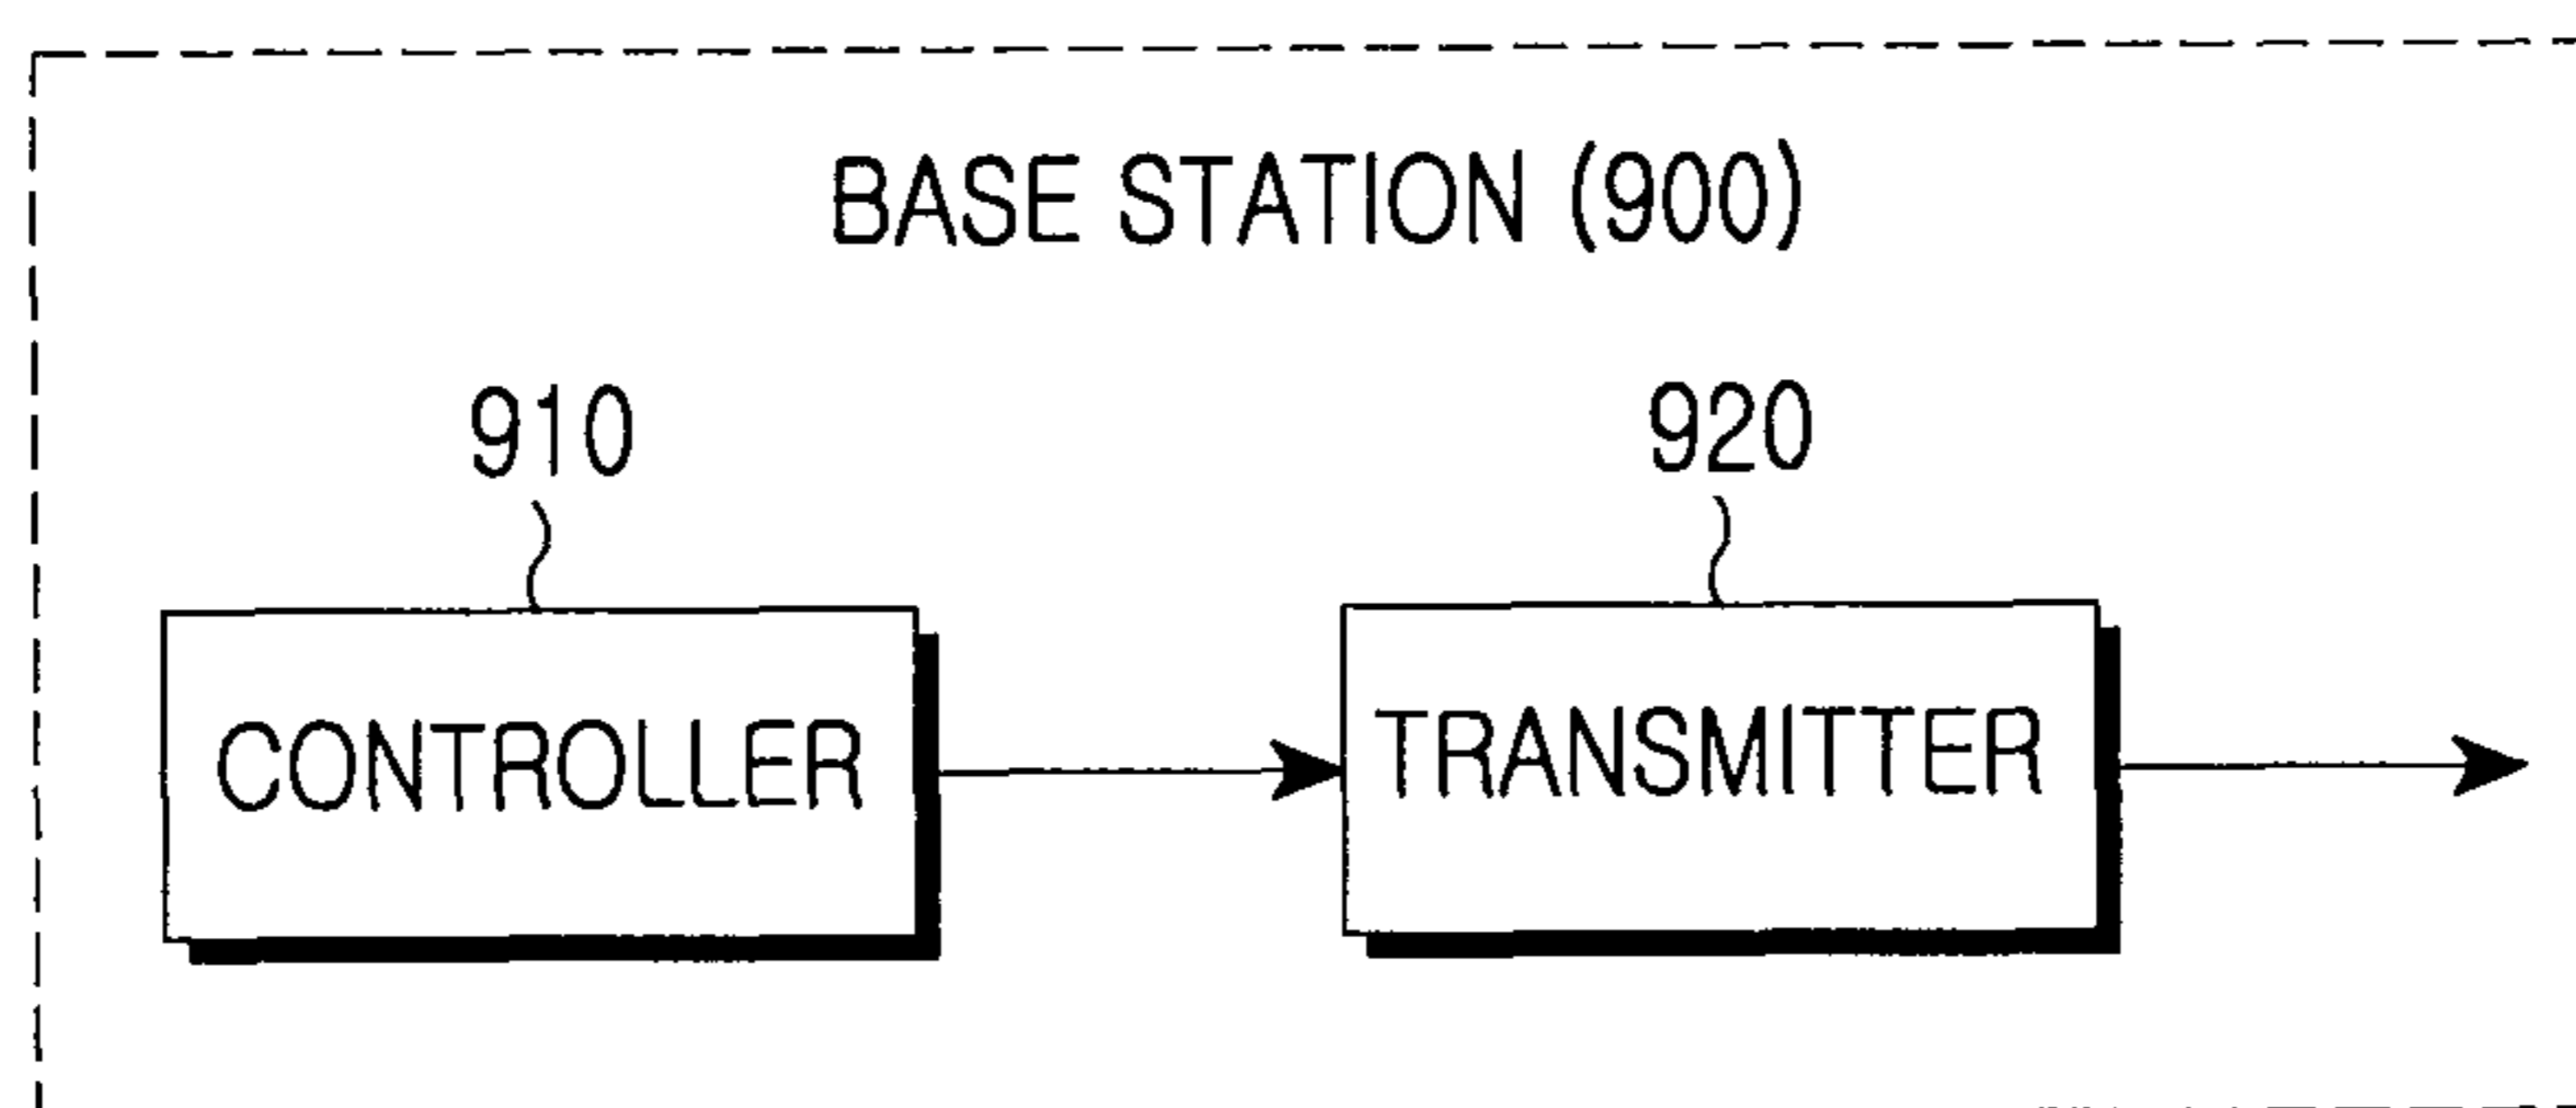 BASE STATION (900)
910
920
CONTROLLER
TRANSMITTER